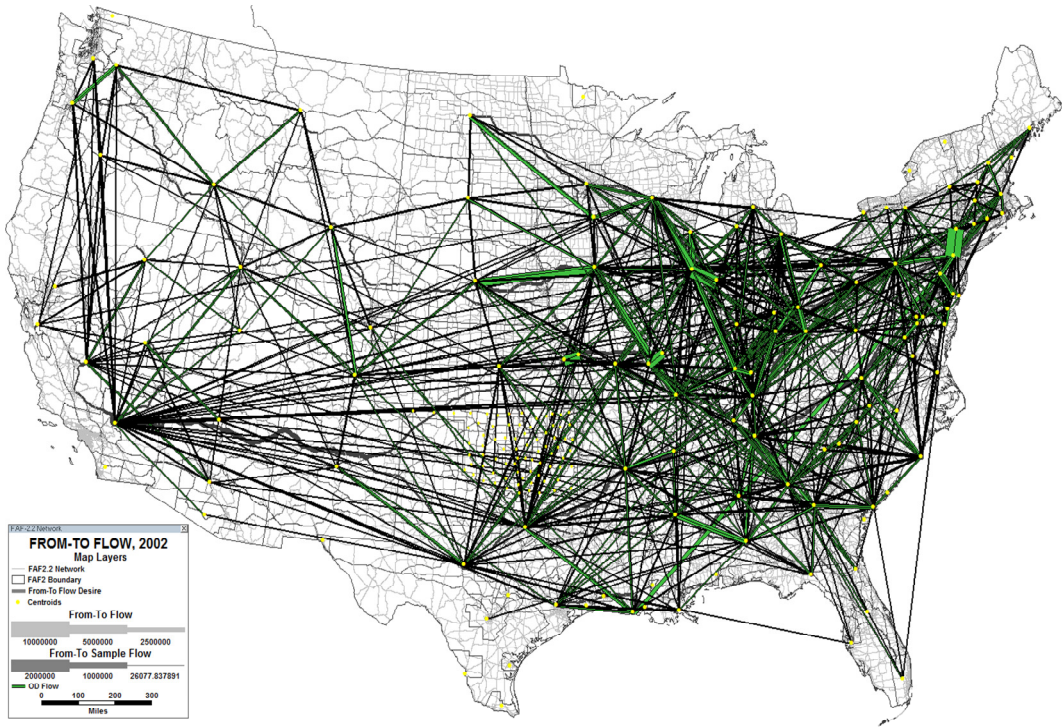 FAF-2.2 Network
FROM-TO FLOW, 2002
Map Layers
FAF2.2 Network
FAF2 Boundary
From-To Flow Desire
Centroids
From-To Flow
10000000 5000000 2500000
From-To Sample Flow
2000000 1000000 26077.837891
OD Flow
0 100 200 300
Miles